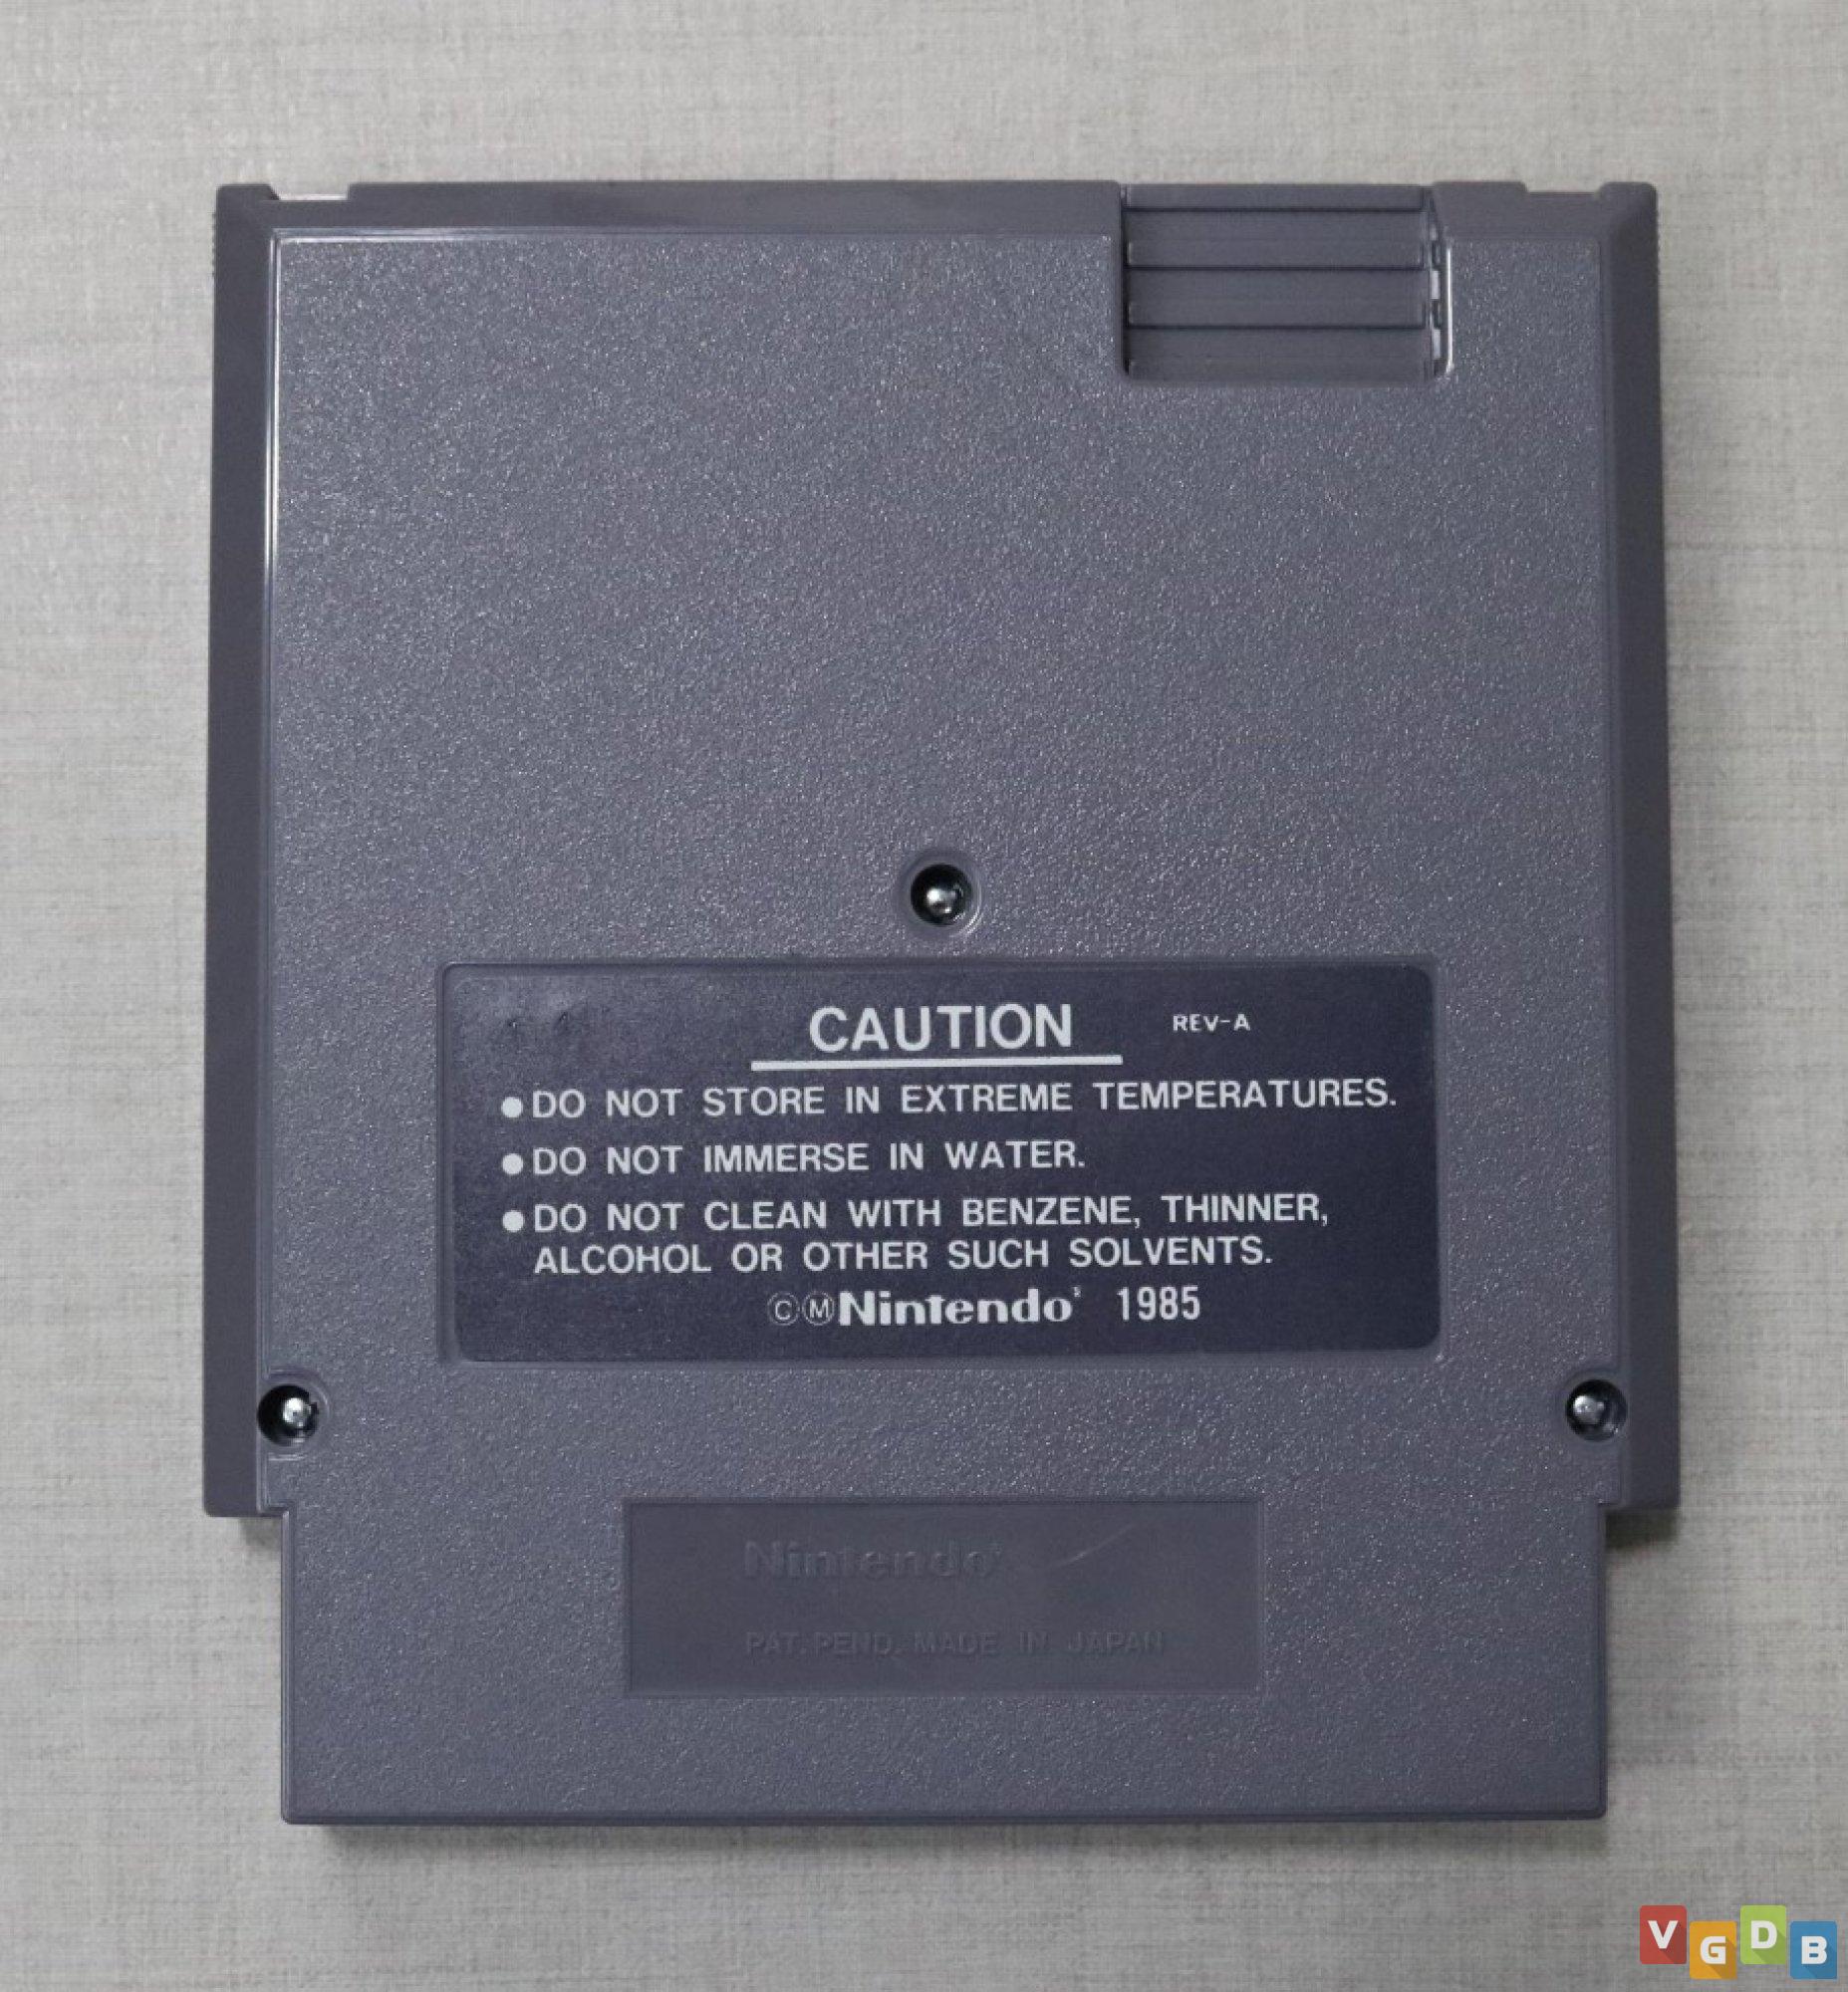 CAUTION REV-A
●DO NOT STORE IN EXTREME TEMPERATURES.
●DO NOT IMMERSE IN WATER.
●DO NOT CLEAN WITH BENZENE, THINNER,
ALCOHOL OR OTHER SUCH SOLVENTS.
ⒸⓂNintendo® 1985
Nintendo®
PAT. PEND. MADE IN JAPAN
VGDB